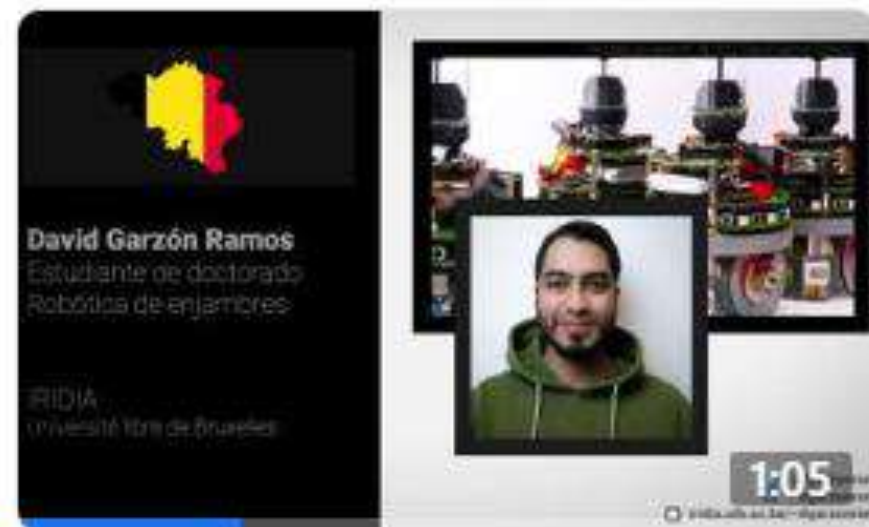 David Garzón Ramos
Estudiante de doctorado
Robótica de enjambres
IRIDIA
Université libre de Bruxelles
1:05